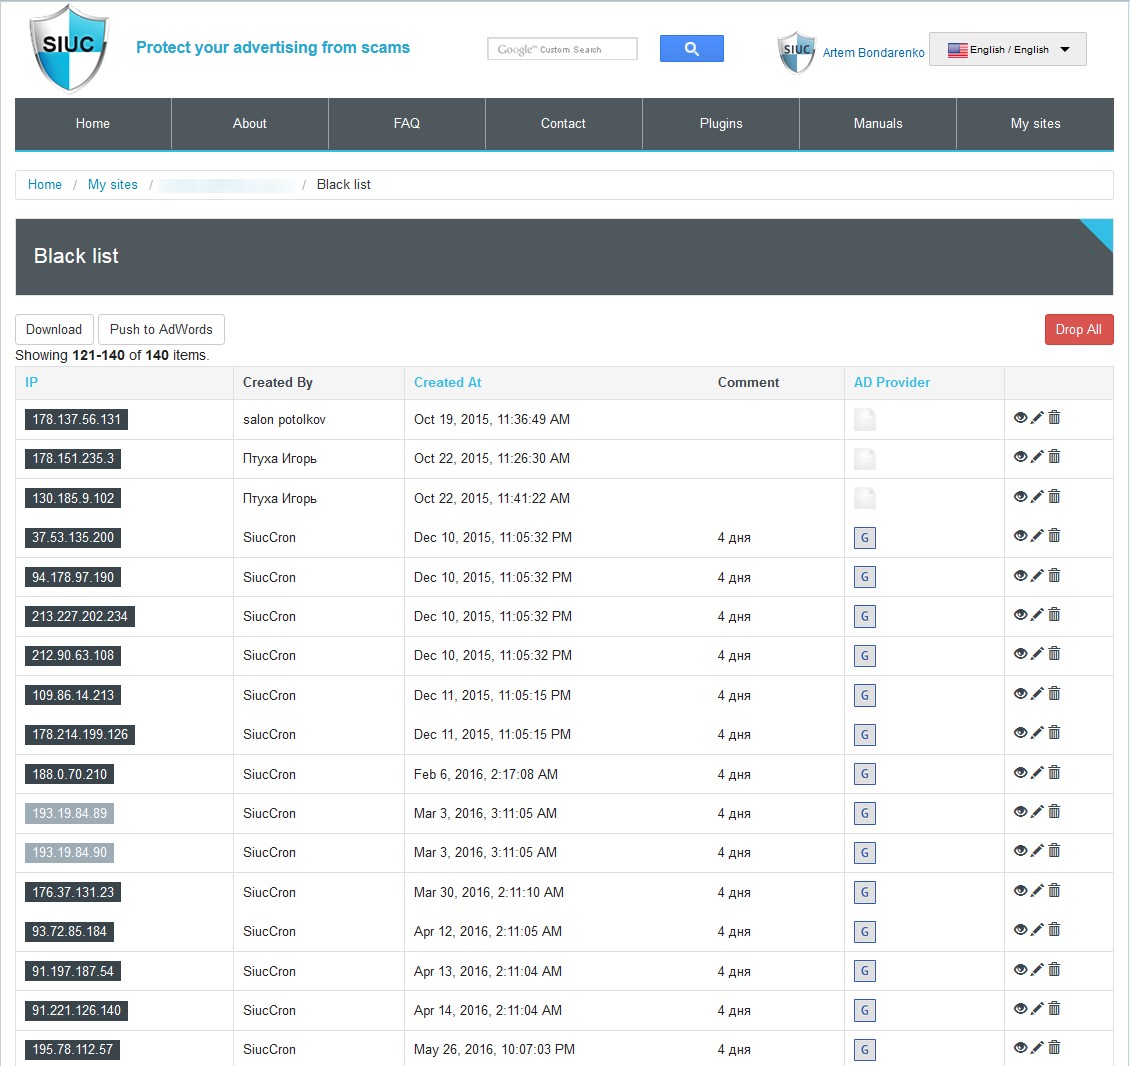 SIUC
Protect your advertising from scams
Google™ Custom Search
SIUC
Artem Bondarenko
English / English
Home About FAQ Contact Plugins Manuals My sites
Home / My sites / / Black list
Black list
Download Push to AdWords Drop All
Showing 121-140 of 140 items.
IP Created By Created At Comment AD Provider
178.137.56.131 salon potolkov Oct 19, 2015, 11:36:49 AM
178.151.235.3 Птуха Игорь Oct 22, 2015, 11:26:30 AM
130.185.9.102 Птуха Игорь Oct 22, 2015, 11:41:22 AM
37.53.135.200 SiucCron Dec 10, 2015, 11:05:32 PM 4 дня G
94.178.97.190 SiucCron Dec 10, 2015, 11:05:32 PM 4 дня G
213.227.202.234 SiucCron Dec 10, 2015, 11:05:32 PM 4 дня G
212.90.63.108 SiucCron Dec 10, 2015, 11:05:32 PM 4 дня G
109.86.14.213 SiucCron Dec 11, 2015, 11:05:15 PM 4 дня G
178.214.199.126 SiucCron Dec 11, 2015, 11:05:15 PM 4 дня G
188.0.70.210 SiucCron Feb 6, 2016, 2:17:08 AM 4 дня G
193.19.84.89 SiucCron Mar 3, 2016, 3:11:05 AM 4 дня G
193.19.84.90 SiucCron Mar 3, 2016, 3:11:05 AM 4 дня G
176.37.131.23 SiucCron Mar 30, 2016, 2:11:10 AM 4 дня G
93.72.85.184 SiucCron Apr 12, 2016, 2:11:05 AM 4 дня G
91.197.187.54 SiucCron Apr 13, 2016, 2:11:04 AM 4 дня G
91.221.126.140 SiucCron Apr 14, 2016, 2:11:04 AM 4 дня G
195.78.112.57 SiucCron May 26, 2016, 10:07:03 PM 4 дня G